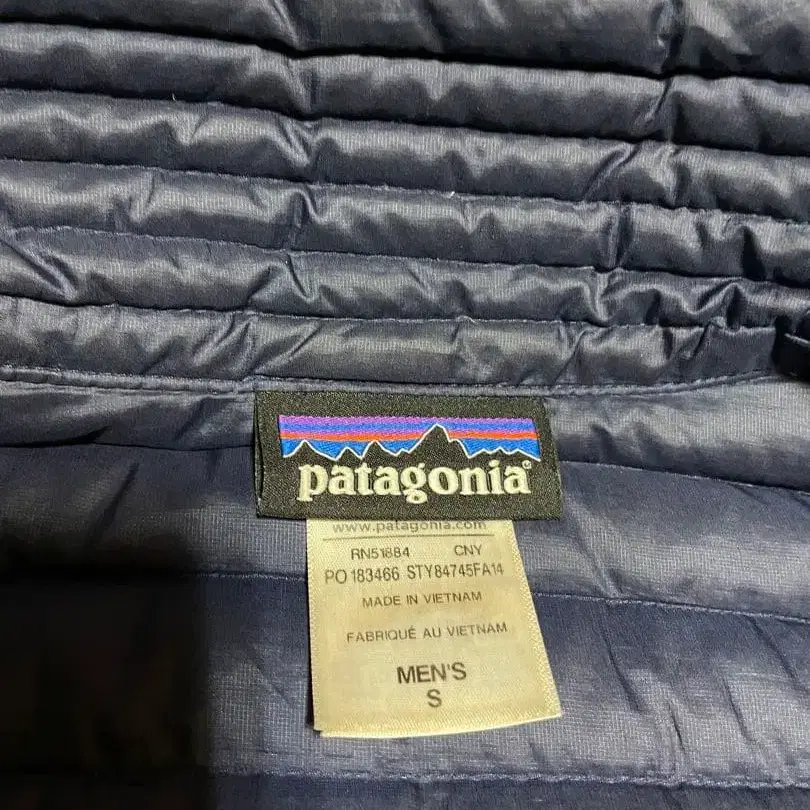 patagonia®
www.patagonia.com
RN51884 CNY
PO 183466 STY84745FA14
MADE IN VIETNAM
FABRIQUÉ AU VIETNAM
MEN'S
S